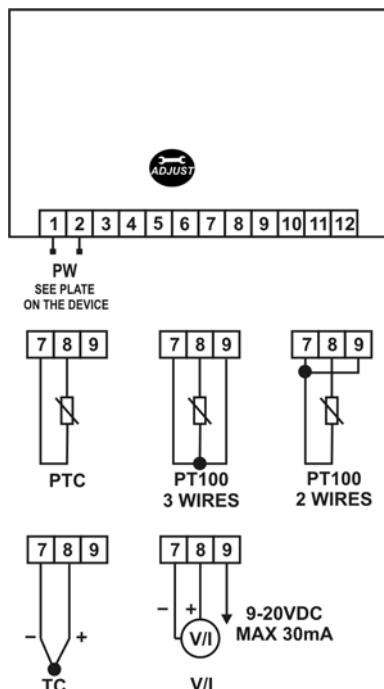 ADJUST
1 2 3 4 5 6 7 8 9 10 11 12
PW
SEE PLATE
ON THE DEVICE
7 8 9
7 8 9
7 8 9
PTC
PT100
3 WIRES
PT100
2 WIRES
7 8 9
7 8 9
− +
− +
V/I
9-20VDC
MAX 30mA
TC
V/I